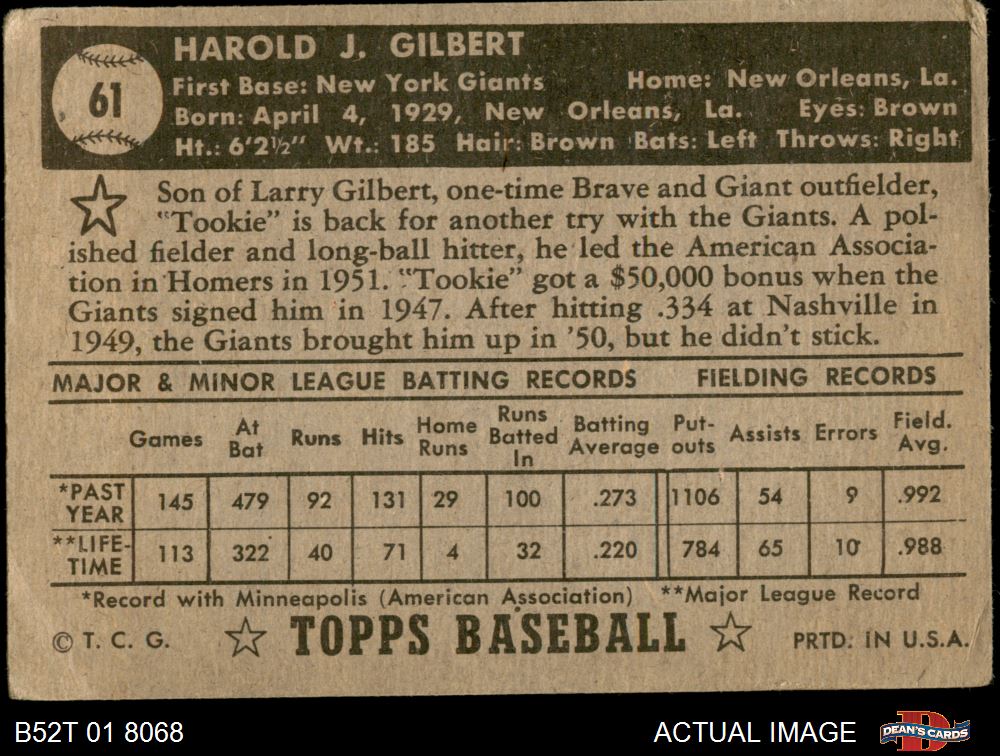 61
HAROLD J. GILBERT
First Base: New York Giants Home: New Orleans, La.
Born: April 4, 1929, New Orleans, La. Eyes: Brown
Ht.: 6'2½" Wt.: 185 Hair: Brown Bats: Left Throws: Right
Son of Larry Gilbert, one-time Brave and Giant outfielder,
"Tookie" is back for another try with the Giants. A pol-
ished fielder and long-ball hitter, he led the American Associa-
tion in Homers in 1951. "Tookie" got a $50,000 bonus when the
Giants signed him in 1947. After hitting .334 at Nashville in
1949, the Giants brought him up in '50, but he didn't stick.
MAJOR & MINOR LEAGUE BATTING RECORDS FIELDING RECORDS
Games At Bat Runs Hits Home Runs Runs Batted In Batting Average Put-outs Assists Errors Field. Avg.
*PAST YEAR 145 479 92 131 29 100 .273 1106 54 9 .992
**LIFE-TIME 113 322 40 71 4 32 .220 784 65 10 .988
*Record with Minneapolis (American Association) **Major League Record
© T. C. G. TOPPS BASEBALL PRTD. IN U.S.A.
B52T 01 8068 ACTUAL IMAGE DEAN'S CARDS